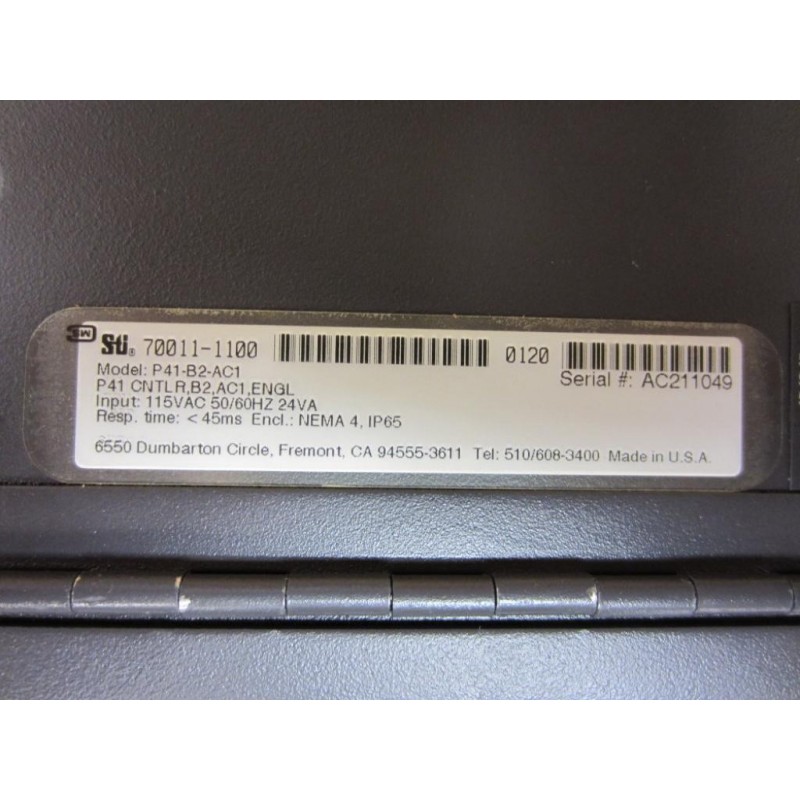 Sti® 70011-1100 0120
Model: P41-B2-AC1 Serial #: AC211049
P41 CNTLR,B2,AC1,ENGL
Input: 115VAC 50/60HZ 24VA
Resp. time: < 45ms Encl.: NEMA 4, IP65
6550 Dumbarton Circle, Fremont, CA 94555-3611 Tel: 510/608-3400 Made in U.S.A.